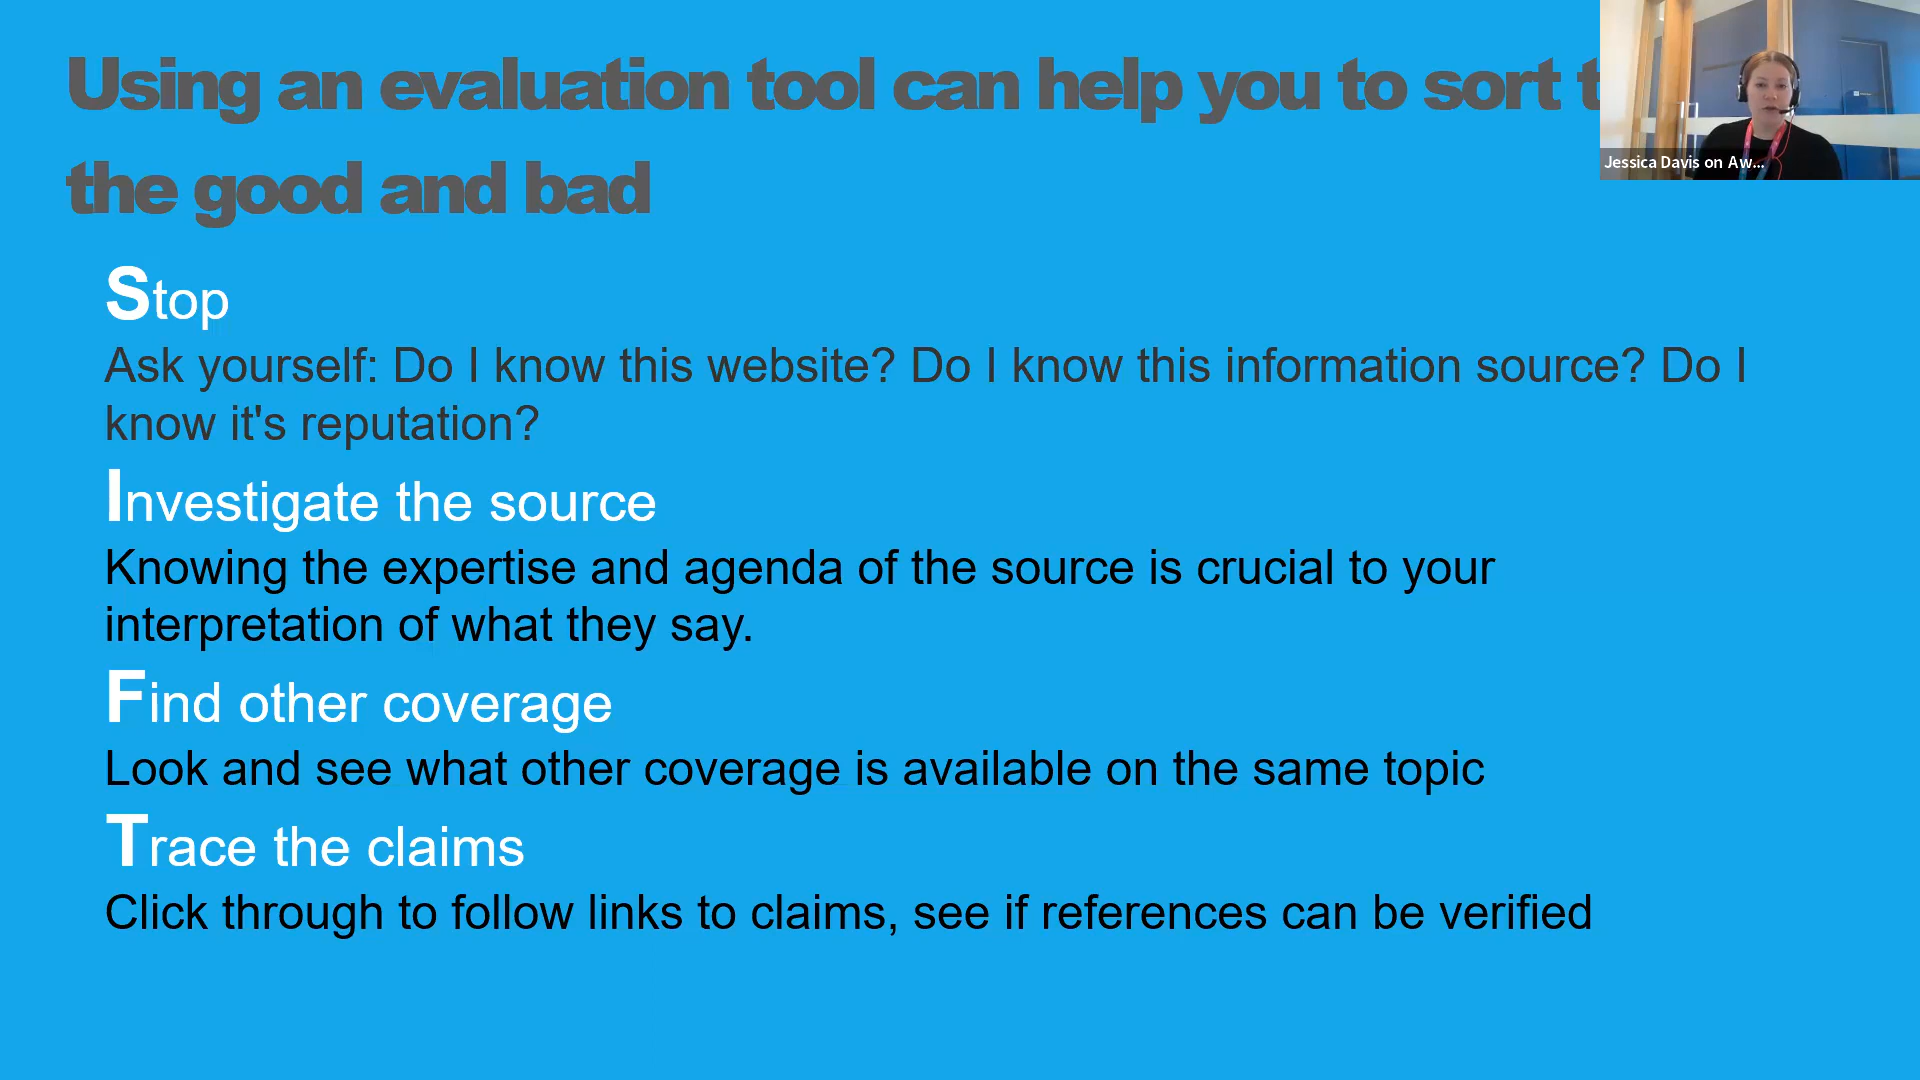 Using an evaluation tool can help you to sort
the good and bad
Jessica Davis on Aw...
Stop
Ask yourself: Do I know this website? Do I know this information source? Do I
know it's reputation?
Investigate the source
Knowing the expertise and agenda of the source is crucial to your
interpretation of what they say.
Find other coverage
Look and see what other coverage is available on the same topic
Trace the claims
Click through to follow links to claims, see if references can be verified